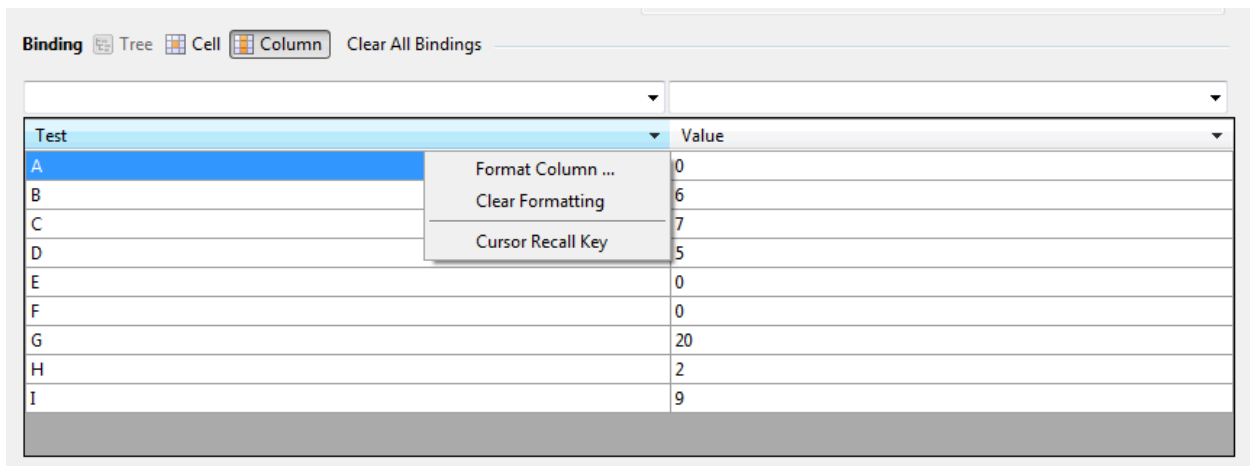 Binding Tree Cell Column Clear All Bindings
Test Value
A 0
B 6
C 7
D 5
E 0
F 0
G 20
H 2
I 9
Format Column ...
Clear Formatting
Cursor Recall Key